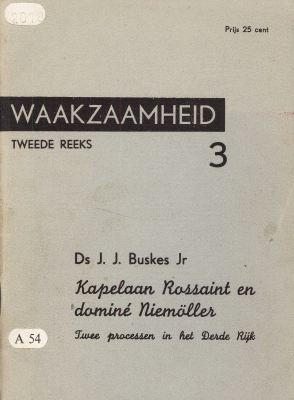 2019
Prijs 25 cent
WAAKZAAMHEID
TWEEDE REEKS
3
Ds J. J. Buskes Jr
Kapelaan Rossaint en
dominé Niemöller
Twee processen in het Derde Rijk
A 54